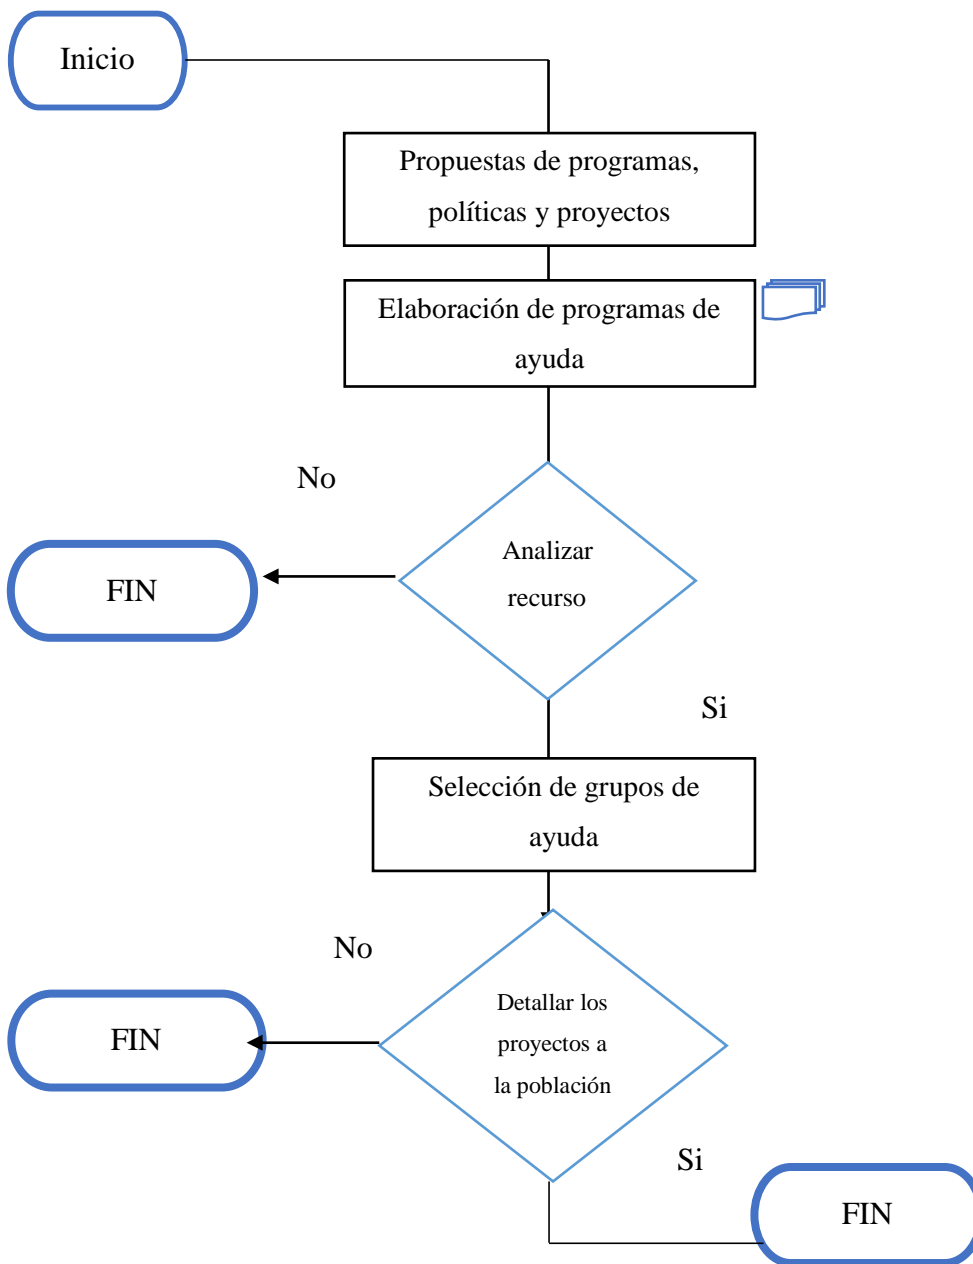 Inicio
Propuestas de programas,
políticas y proyectos
Elaboración de programas de
ayuda
No
Analizar
recurso
FIN
Si
Selección de grupos de
ayuda
No
Detallar los
proyectos a
la población
FIN
Si
FIN